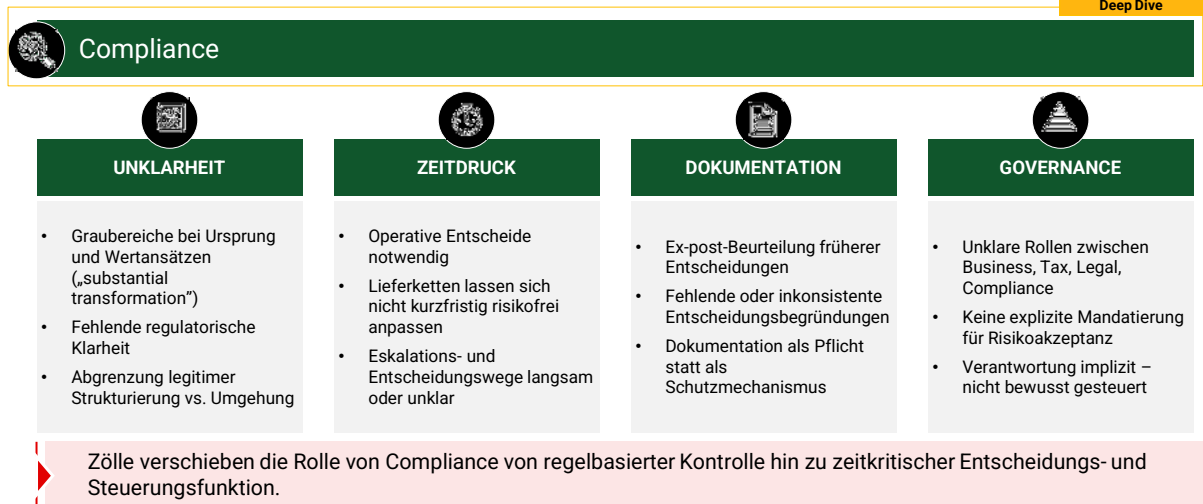 Deep Dive
Compliance
UNKLARHEIT
• Graubereiche bei Ursprung
und Wertansätzen
(„substantial
transformation")
• Fehlende regulatorische
Klarheit
• Abgrenzung legitimer
Strukturierung vs. Umgehung
ZEITDRUCK
• Operative Entscheide
notwendig
• Lieferketten lassen sich
nicht kurzfristig risikofrei
anpassen
• Eskalations- und
Entscheidungswege langsam
oder unklar
DOKUMENTATION
• Ex-post-Beurteilung früherer
Entscheidungen
• Fehlende oder inkonsistente
Entscheidungsbegründungen
• Dokumentation als Pflicht
statt als
Schutzmechanismus
GOVERNANCE
• Unklare Rollen zwischen
Business, Tax, Legal,
Compliance
• Keine explizite Mandatierung
für Risikoakzeptanz
• Verantwortung implizit –
nicht bewusst gesteuert
Zölle verschieben die Rolle von Compliance von regelbasierter Kontrolle hin zu zeitkritischer Entscheidungs- und
Steuerungsfunktion.